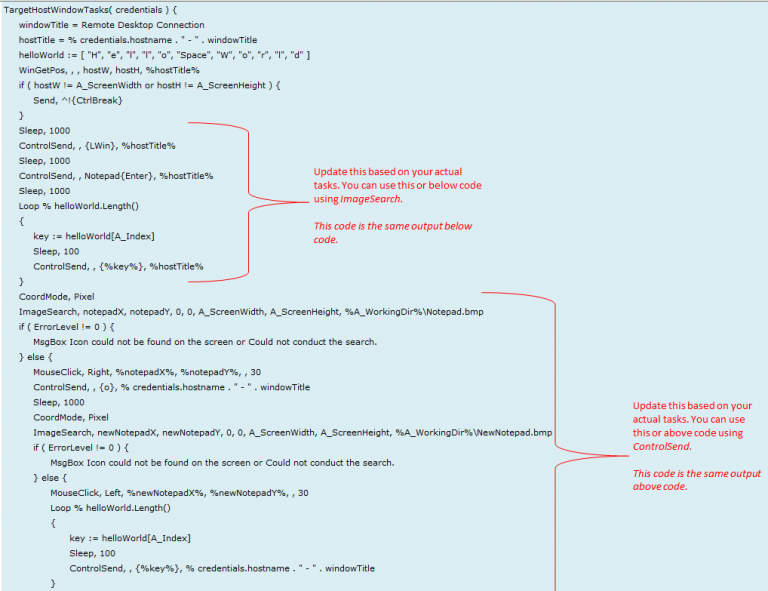 TargetHostWindowTasks( credentials ) {
windowTitle = Remote Desktop Connection
hostTitle = % credentials.hostname . " - " . windowTitle
helloWorld := [ "H", "e", "l", "l", "o", "Space", "W", "o", "r", "l", "d" ]
WinGetPos, , , hostW, hostH, %hostTitle%
if ( hostW != A_ScreenWidth or hostH != A_ScreenHeight ) {
Send, ^!{CtrlBreak}
}
Sleep, 1000
ControlSend, , {LWin}, %hostTitle%
Sleep, 1000
ControlSend, , Notepad{Enter}, %hostTitle%
Sleep, 1000
Loop % helloWorld.Length()
{
key := helloWorld[A_Index]
Sleep, 100
ControlSend, , {%key%}, %hostTitle%
}
Update this based on your actual
tasks. You can use this or below code
using ImageSearch.
This code is the same output below
code.
CoordMode, Pixel
ImageSearch, notepadX, notepadY, 0, 0, A_ScreenWidth, A_ScreenHeight, %A_WorkingDir%\Notepad.bmp
if ( ErrorLevel != 0 ) {
MsgBox Icon could not be found on the screen or Could not conduct the search.
} else {
MouseClick, Right, %notepadX%, %notepadY%, , 30
ControlSend, , {o}, % credentials.hostname . " - " . windowTitle
Sleep, 1000
CoordMode, Pixel
ImageSearch, newNotepadX, newNotepadY, 0, 0, A_ScreenWidth, A_ScreenHeight, %A_WorkingDir%\NewNotepad.bmp
if ( ErrorLevel != 0 ) {
MsgBox Icon could not be found on the screen or Could not conduct the search.
} else {
MouseClick, Left, %newNotepadX%, %newNotepadY%, , 30
Loop % helloWorld.Length()
{
key := helloWorld[A_Index]
Sleep, 100
ControlSend, , {%key%}, % credentials.hostname . " - " . windowTitle
}
Update this based on your
actual tasks. You can use
this or above code using
ControlSend.
This code is the same output
above code.